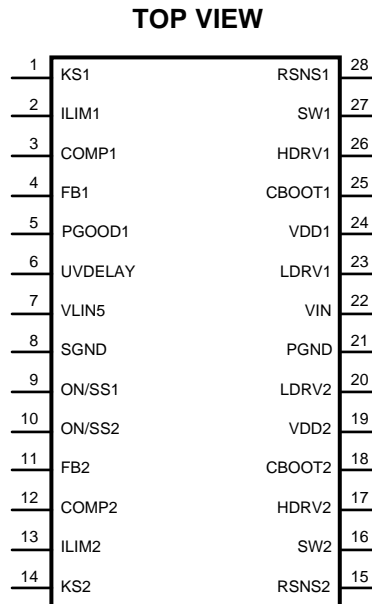 TOP VIEW
1 KS1 RSNS1 28
2 ILIM1 SW1 27
3 COMP1 HDRV1 26
4 FB1 CBOOT1 25
5 PGOOD1 VDD1 24
6 UVDELAY LDRV1 23
7 VLIN5 VIN 22
8 SGND PGND 21
9 ON/SS1 LDRV2 20
10 ON/SS2 VDD2 19
11 FB2 CBOOT2 18
12 COMP2 HDRV2 17
13 ILIM2 SW2 16
14 KS2 RSNS2 15